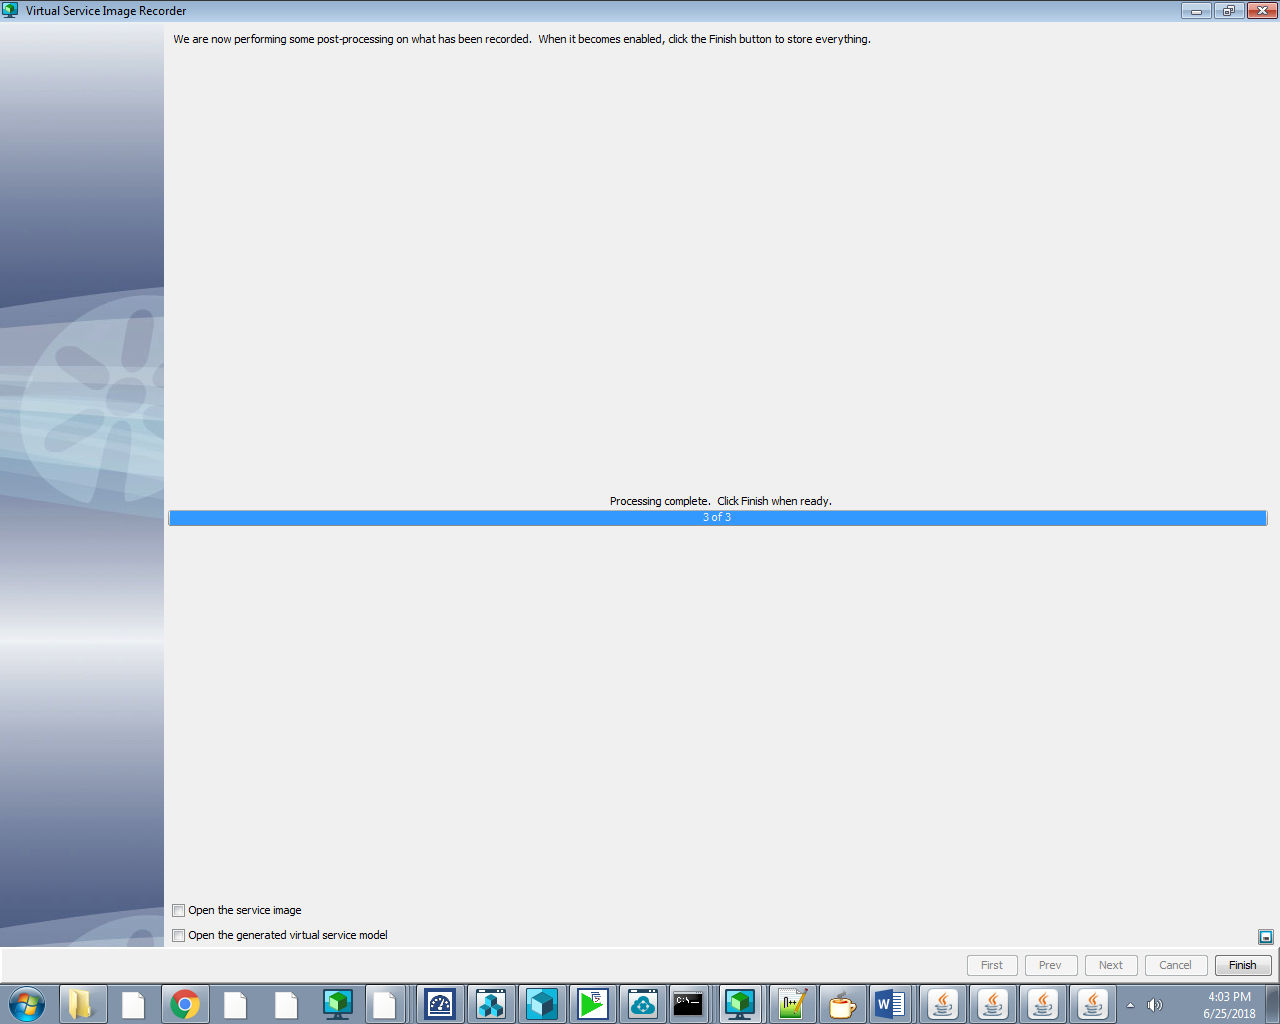 Virtual Service Image Recorder
We are now performing some post-processing on what has been recorded.  When it becomes enabled, click the Finish button to store everything.
Processing complete.  Click Finish when ready.
3 of 3
Open the service image
Open the generated virtual service model
First
Prev
Next
Cancel
Finish
C:\
4:03 PM
6/25/2018